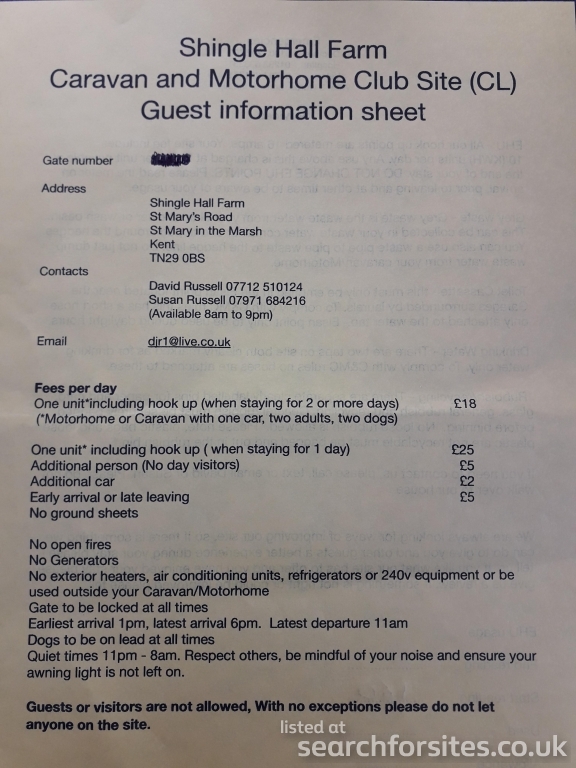 Shingle Hall Farm
Caravan and Motorhome Club Site (CL)
Guest information sheet
Gate number
Address
Shingle Hall Farm
St Mary's Road
St Mary in the Marsh
Kent
TN29 0BS
Contacts
David Russell 07712 510124
Susan Russell 07971 684216
(Available 8am to 9pm)
Email djr1@live.co.uk
Fees per day
One unit*including hook up (when staying for 2 or more days) £18
(*Motorhome or Caravan with one car, two adults, two dogs)
One unit* including hook up ( when staying for 1 day) £25
Additional person (No day visitors) £5
Additional car £2
Early arrival or late leaving £5
No ground sheets
No open fires
No Generators
No exterior heaters, air conditioning units, refrigerators or 240v equipment or be
used outside your Caravan/Motorhome
Gate to be locked at all times
Earliest arrival 1pm, latest arrival 6pm. Latest departure 11am
Dogs to be on lead at all times
Quiet times 11pm - 8am. Respect others, be mindful of your noise and ensure your
awning light is not left on.
Guests or visitors are not allowed, With no exceptions please do not let
anyone on the site.
listed at
searchforsites.co.uk